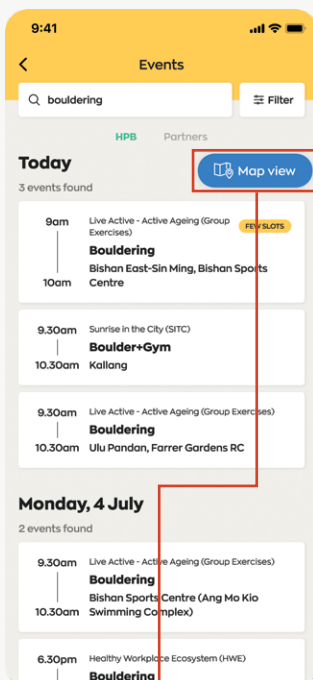 9:41
Events
bouldering
Filter
HPB Partners
Today
Map view
3 events found
9am
Live Active - Active Ageing (Group
Exercises)
FEW SLOTS
Bouldering
Bishan East-Sin Ming, Bishan Sports
10am Centre
9.30am Sunrise in the City (SITC)
Boulder+Gym
10.30am Kallang
9.30am Live Active - Active Ageing (Group Exercises)
Bouldering
10.30am Ulu Pandan, Farrer Gardens RC
Monday, 4 July
2 events found
9.30am Live Active - Active Ageing (Group Exercises)
Bouldering
Bishan Sports Centre (Ang Mo Kio
10.30am Swimming Complex)
6.30pm Healthy Workplace Ecosystem (HWE)
Bouldering